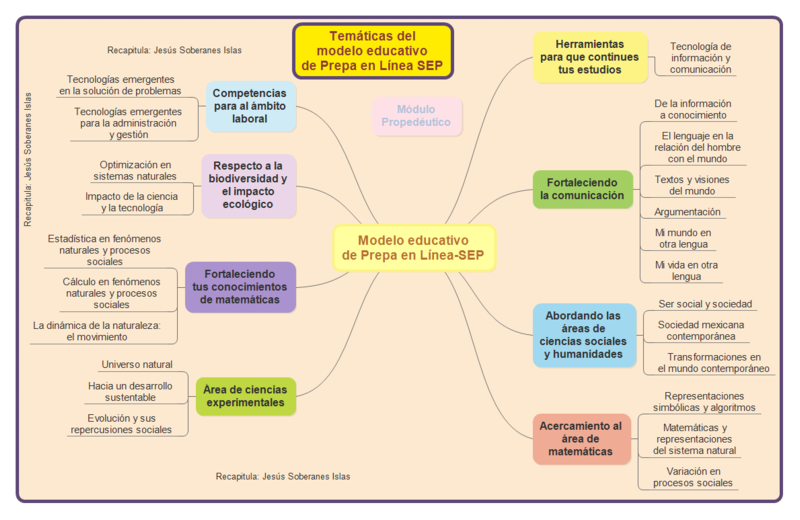 Temáticas del
modelo educativo
de Prepa en Línea SEP
Recapitula: Jesús Soberanes Islas
Recapitula: Jesús Soberanes Islas
Módulo
Propedéutico
Modelo educativo
de Prepa en Línea-SEP
Herramientas
para que continues
tus estudios
Tecnología de
información y
comunicación
Fortaleciendo
la comunicación
De la información
a conocimiento
El lenguaje en la
relación del hombre
con el mundo
Textos y visiones
del mundo
Argumentación
Mi mundo en
otra lengua
Mi vida en otra
lengua
Abordando las
áreas de
ciencias sociales
y humanidades
Ser social y sociedad
Sociedad mexicana
contemporánea
Transformaciones en
el mundo contemporáneo
Acercamiento al
área de
matemáticas
Representaciones
simbólicas y algoritmos
Matemáticas y
representaciones
del sistema natural
Variación en
procesos sociales
Competencias
para al ámbito
laboral
Tecnologías emergentes
en la solución de problemas
Tecnologías emergentes
para la administración
y gestión
Respecto a la
biodiversidad y
el impacto
ecológico
Optimización en
sistemas naturales
Impacto de la ciencia
y la tecnología
Fortaleciendo
tus conocimientos
de matemáticas
Estadística en fenómenos
naturales y procesos
sociales
Cálculo en fenómenos
naturales y procesos
sociales
La dinámica de la naturaleza:
el movimiento
Área de ciencias
experimentales
Universo natural
Hacia un desarrollo
sustentable
Evolución y sus
repercusiones sociales
Recapitula: Jesús Soberanes Islas